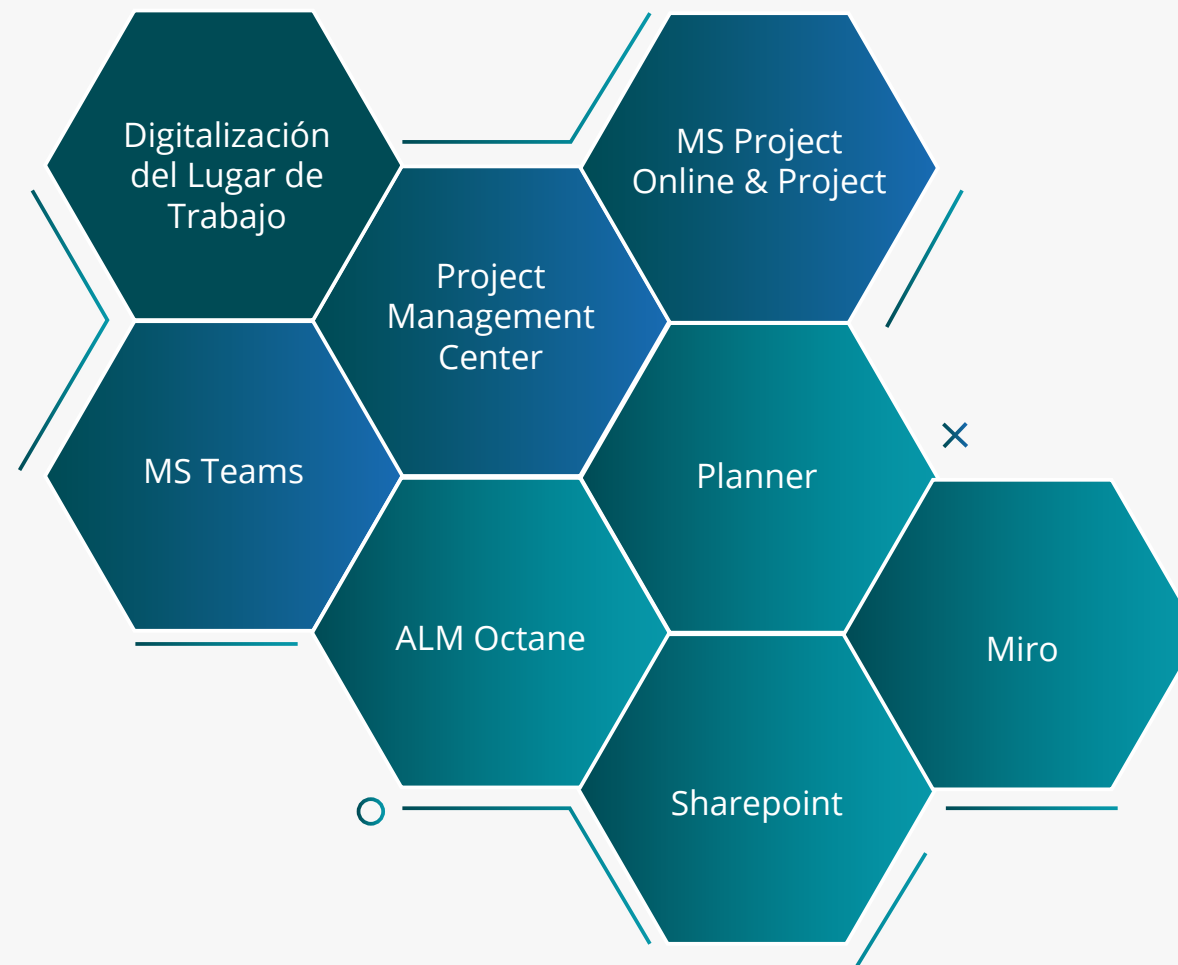 Digitalización
del Lugar de
Trabajo
MS Project
Online & Project
Project
Management
Center
MS Teams
Planner
ALM Octane
Miro
Sharepoint